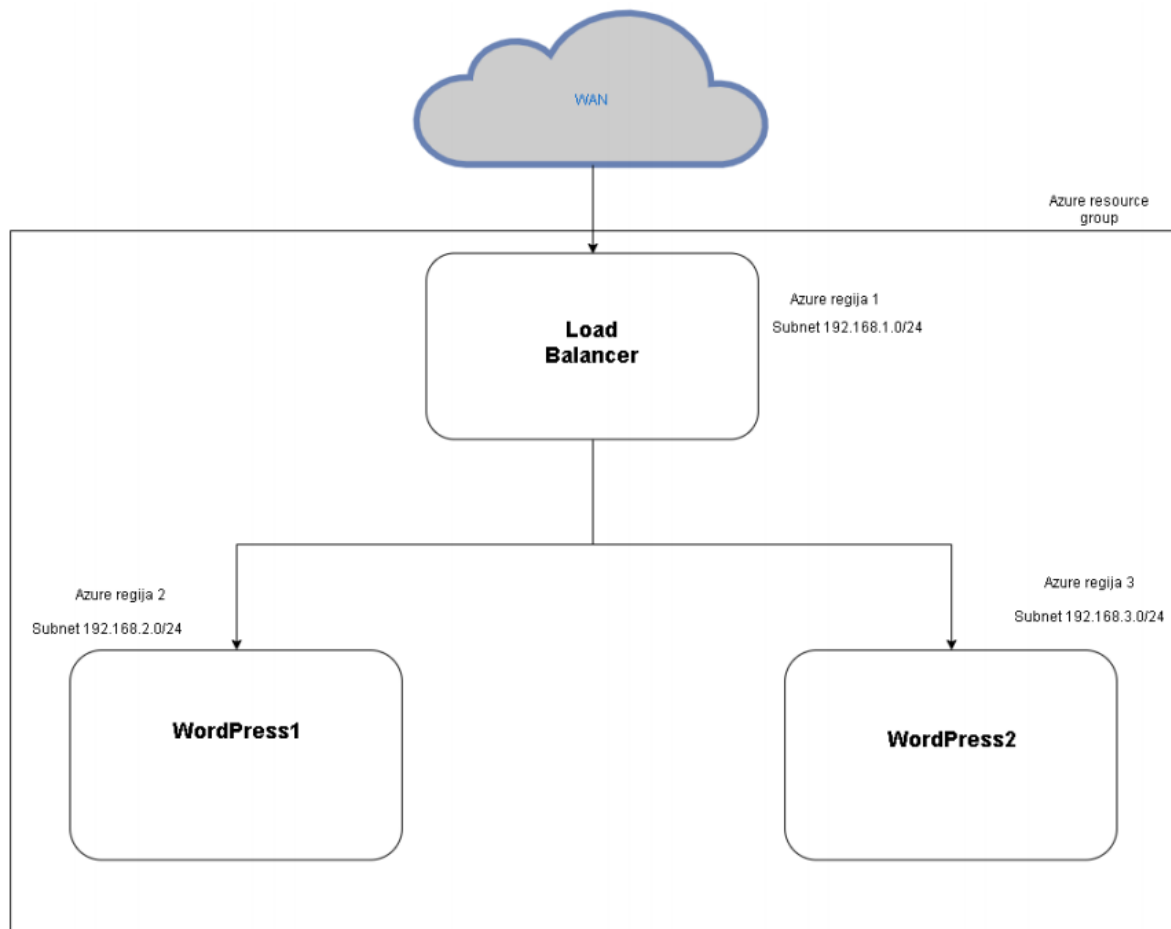 WAN
Azure resource
group
Azure regija 1
Subnet 192.168.1.0/24
Load
Balancer
Azure regija 2
Subnet 192.168.2.0/24
Azure regija 3
Subnet 192.168.3.0/24
WordPress1
WordPress2